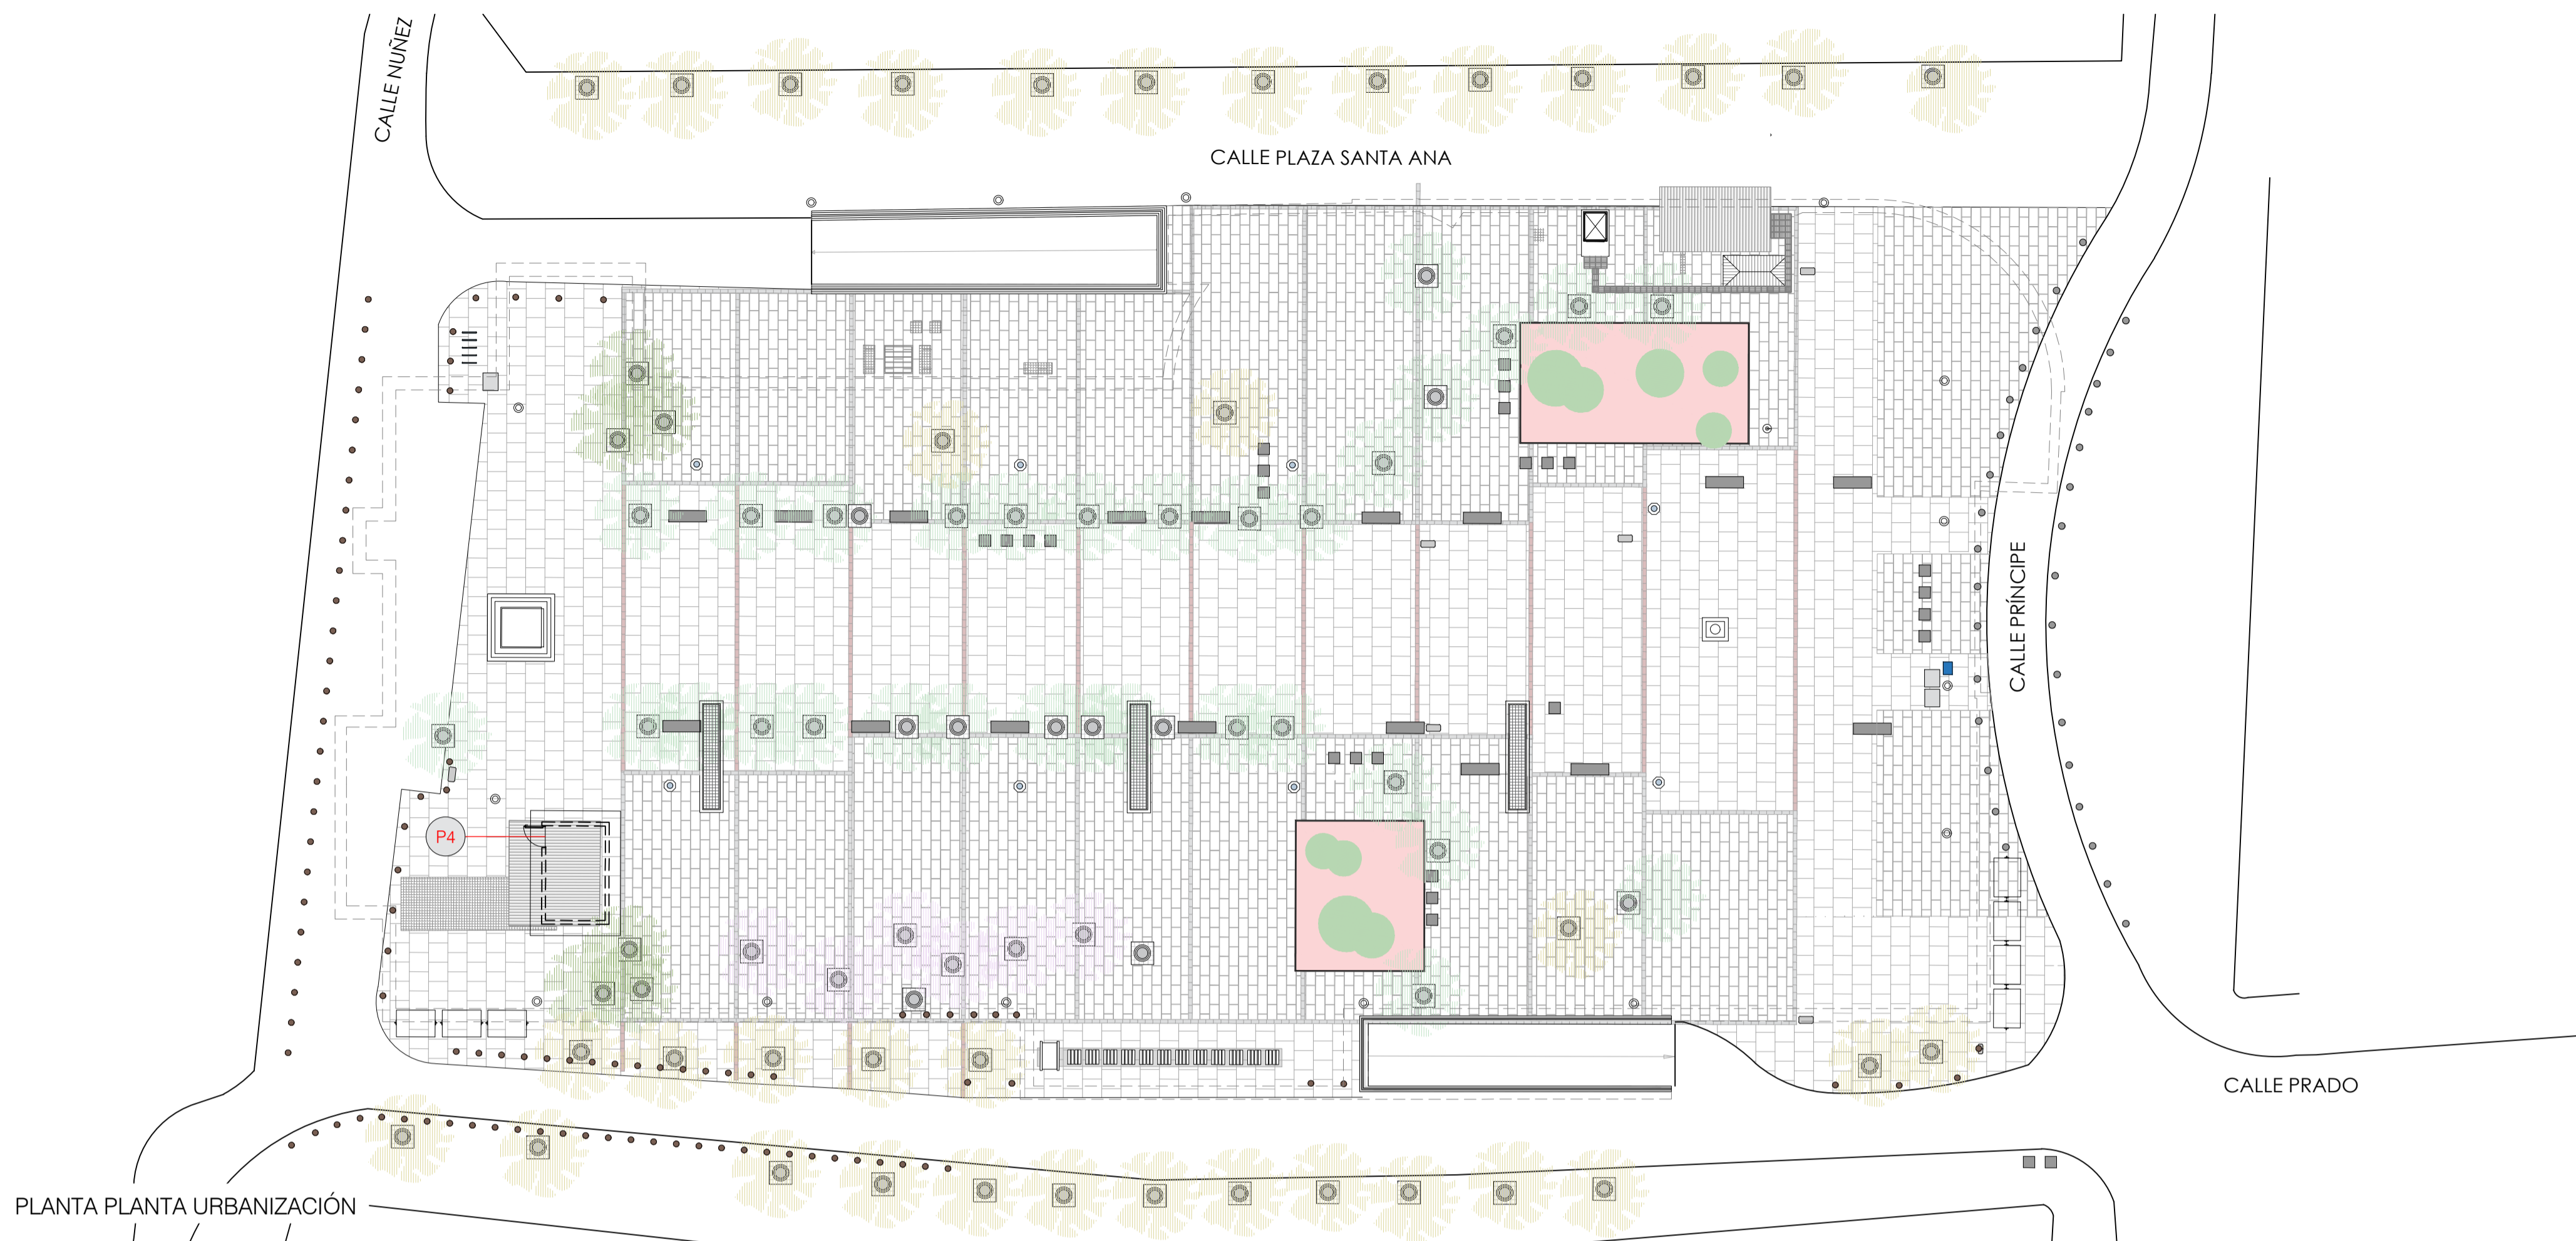 CALLE NUÑEZ
CALLE PLAZA SANTA ANA
CALLE PRÍNCIPE
P4
CALLE PRADO
PLANTA PLANTA URBANIZACIÓN